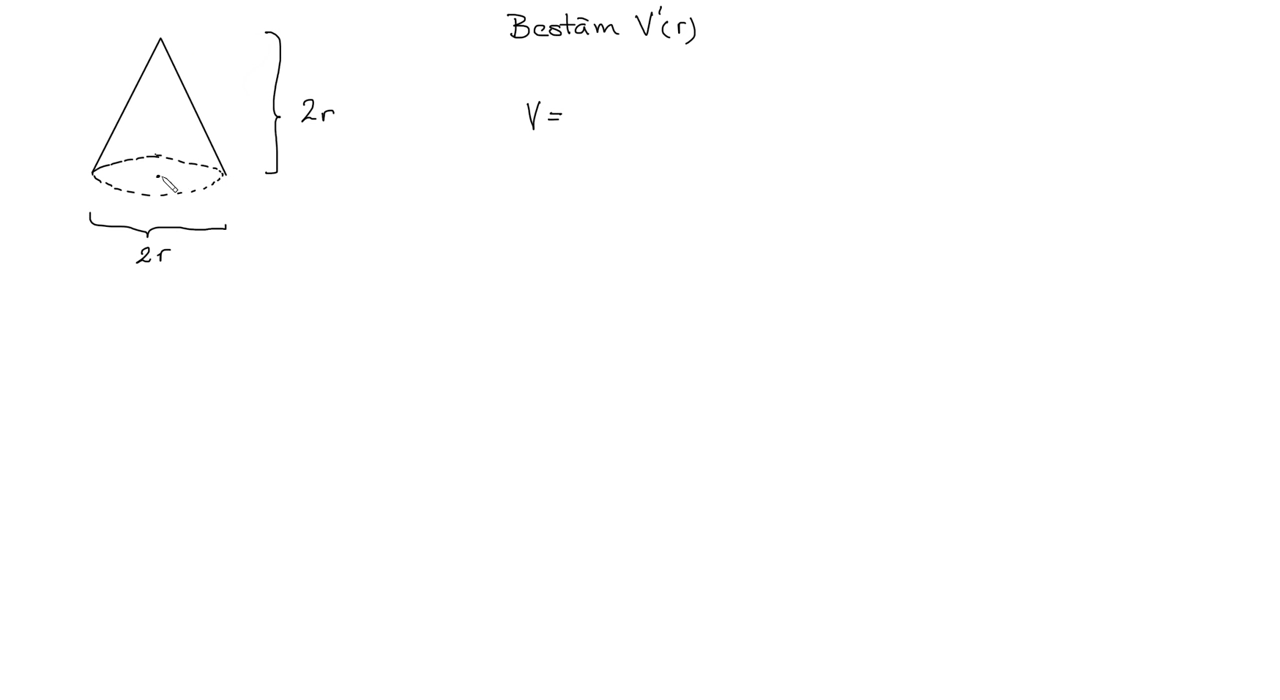 Bestäm V'(r)
2r
V =
2r